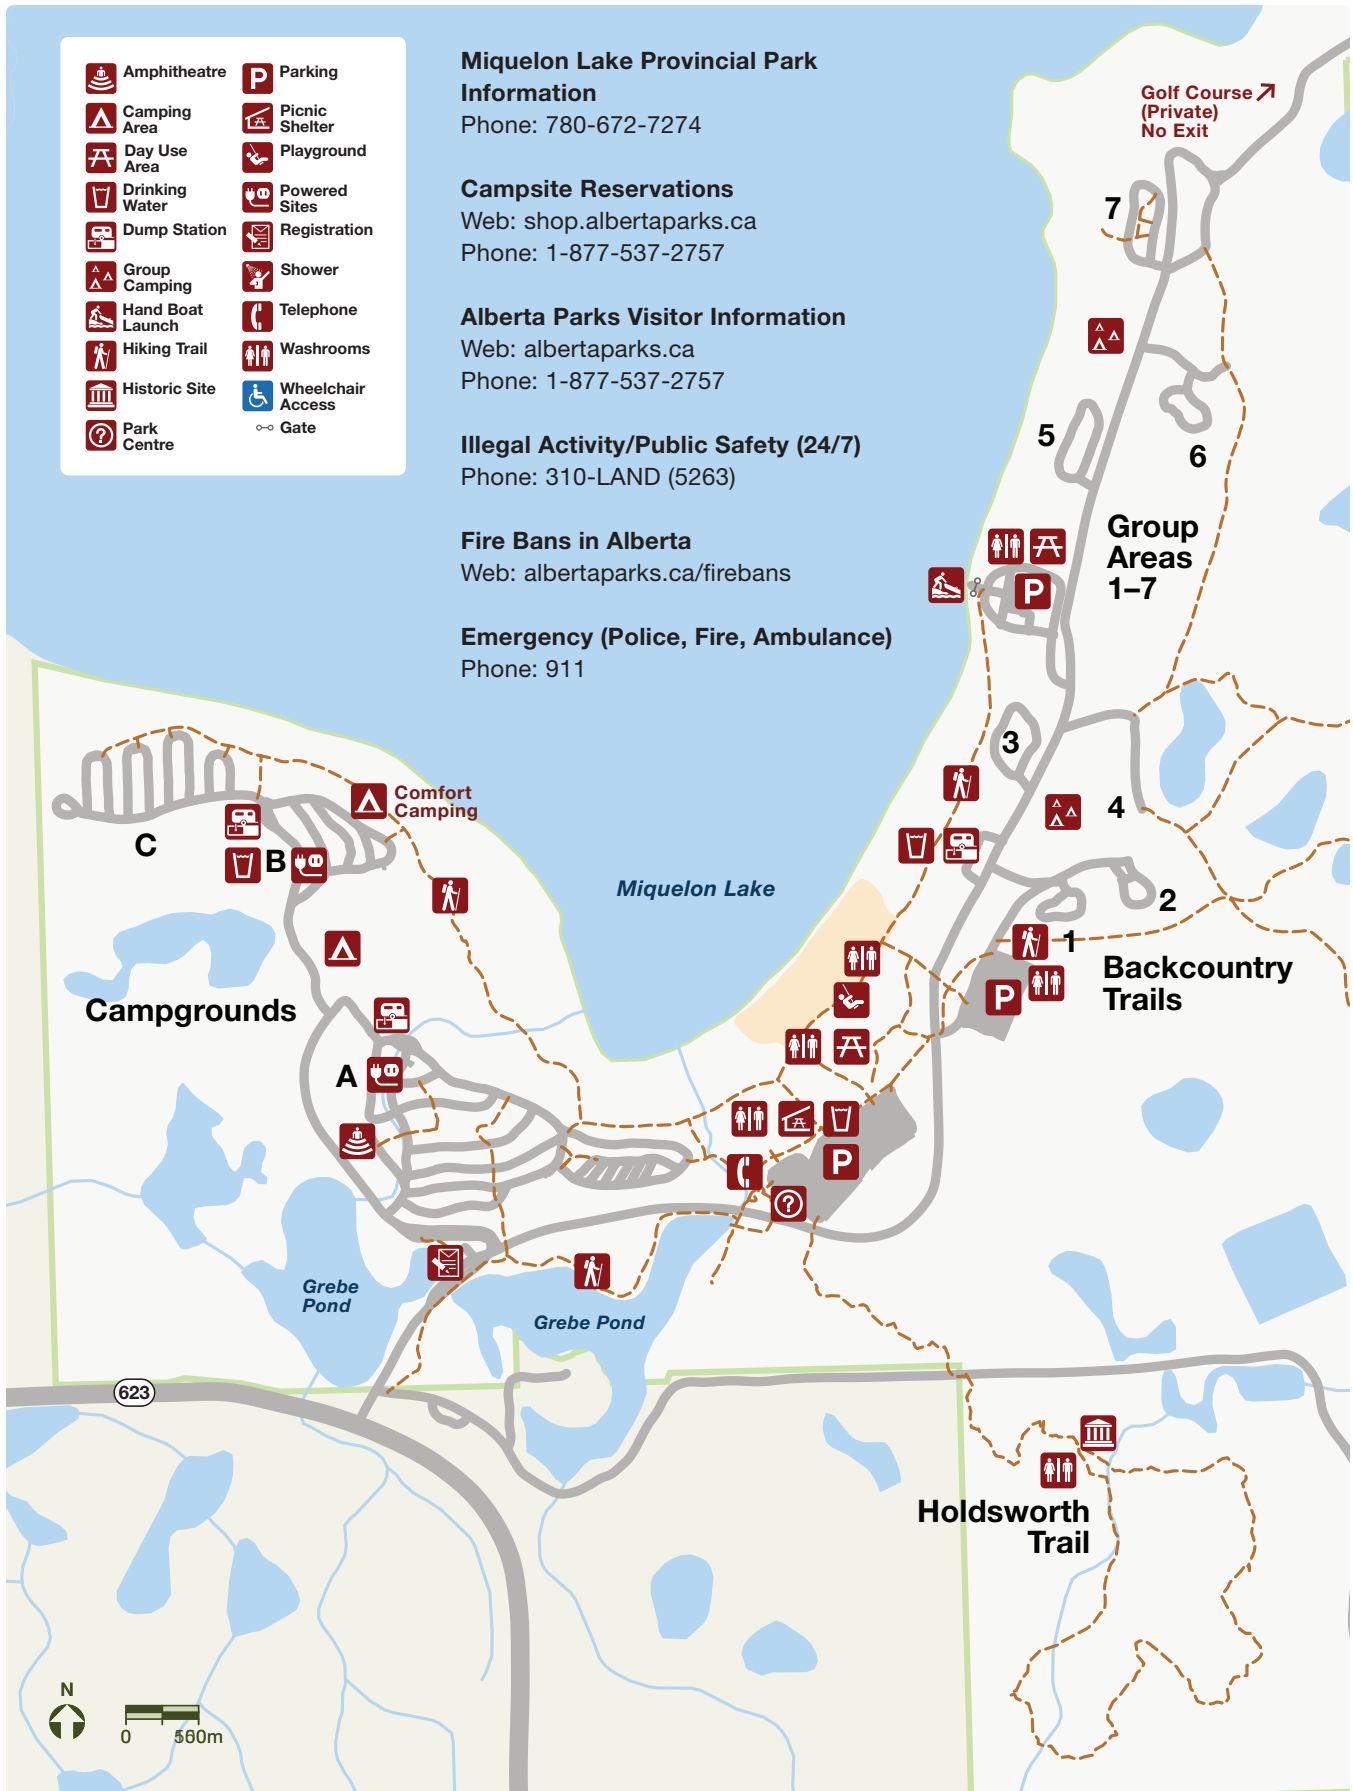 Amphitheatre
Camping
Area
Day Use
Area
Drinking
Water
Dump Station
Group
Camping
Hand Boat
Launch
Hiking Trail
Historic Site
Park
Centre
P
Parking
Picnic
Shelter
Playground
Powered
Sites
Registration
Shower
Telephone
Washrooms
Wheelchair
Access
Gate
?
Miquelon Lake Provincial Park
Information
Phone: 780-672-7274
Campsite Reservations
Web: shop.albertaparks.ca
Phone: 1-877-537-2757
Alberta Parks Visitor Information
Web: albertaparks.ca
Phone: 1-877-537-2757
Illegal Activity/Public Safety (24/7)
Phone: 310-LAND (5263)
Fire Bans in Alberta
Web: albertaparks.ca/firebans
Emergency (Police, Fire, Ambulance)
Phone: 911
Golf Course
(Private)
No Exit
7
5
6
Group
Areas
1–7
P
3
4
2
1
Backcountry
Trails
P
Comfort
Camping
C
B
Miquelon Lake
Campgrounds
A
P
?
Grebe
Pond
Grebe Pond
623
Holdsworth
Trail
N
0